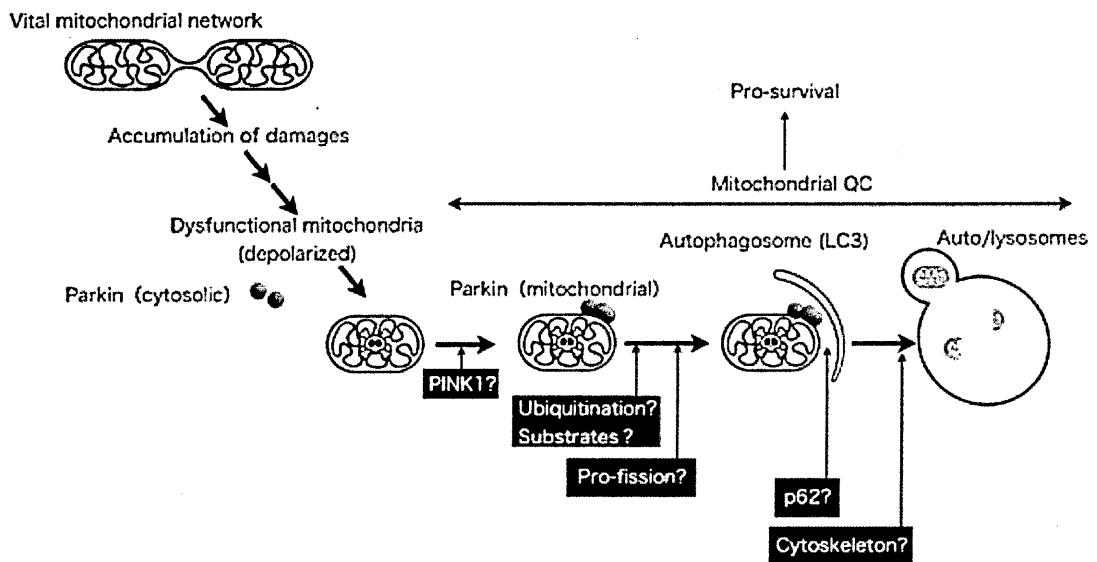 Vital mitochondrial network
Accumulation of damages
Dysfunctional mitochondria
(depolarized)
Parkin (cytosolic)
Pro-survival
Mitochondrial QC
Parkin (mitochondrial)
Autophagosome (LC3)
Auto/lysosomes
PINK1?
Ubiquitination?
Substrates ?
Pro-fission?
p62?
Cytoskeleton?